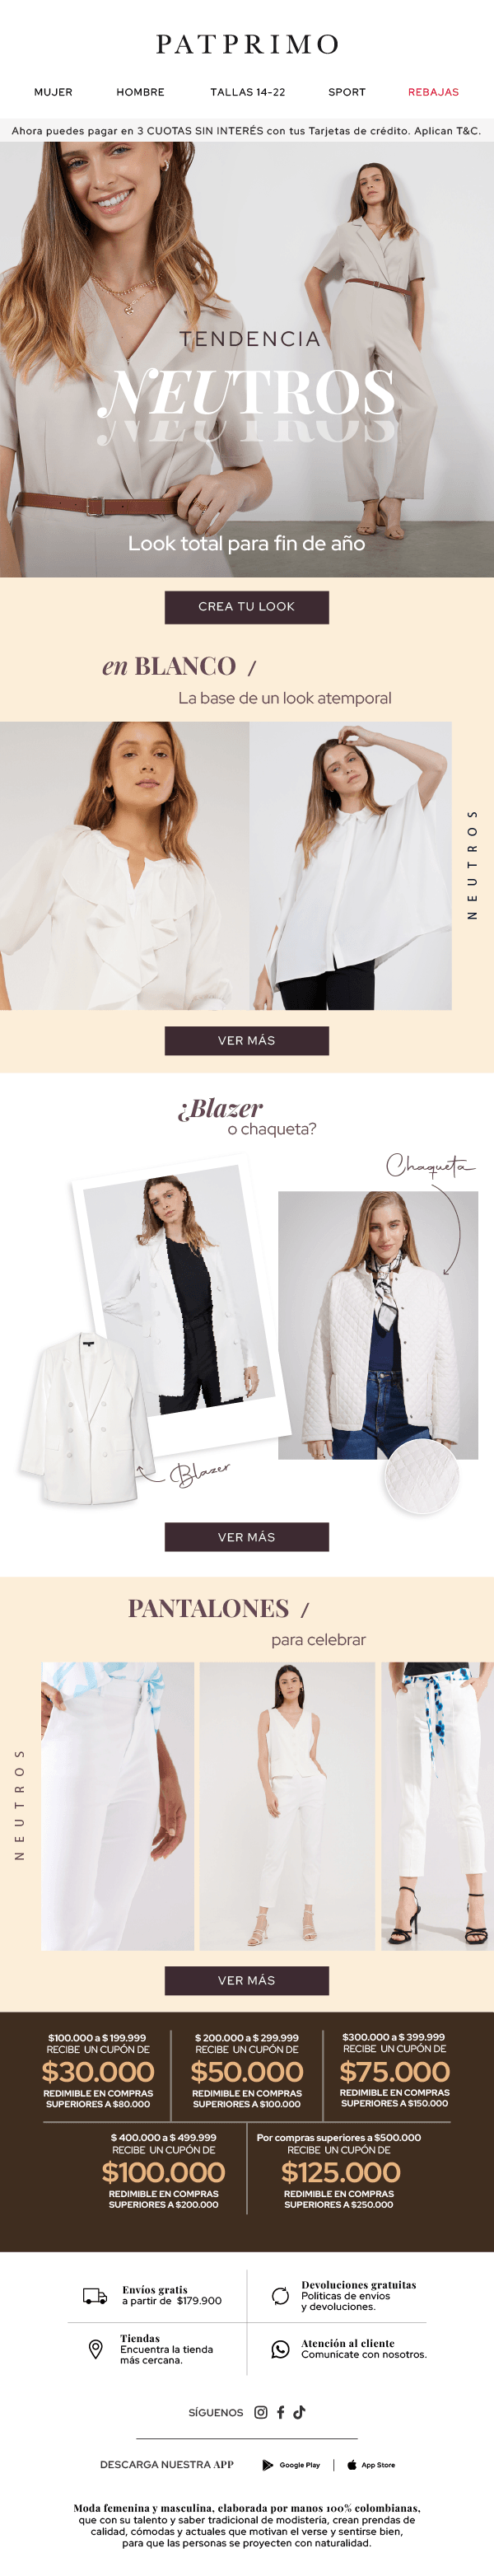 PATPRIMO
MUJER HOMBRE TALLAS 14-22 SPORT REBAJAS
Ahora puedes pagar en 3 CUOTAS SIN INTERÉS con tus Tarjetas de crédito. Aplican T&C.
TENDENCIA
NEUTROS
Look total para fin de año
CREA TU LOOK
en BLANCO /
La base de un look atemporal
NEUTROS
VER MÁS
¿Blazer
o chaqueta?
Chaqueta
Blazer
VER MÁS
PANTALONES /
para celebrar
NEUTROS
VER MÁS
$100.000 a $ 199.999
RECIBE UN CUPÓN DE
$30.000
REDIMIBLE EN COMPRAS
SUPERIORES A $80.000
$ 200.000 a $ 299.999
RECIBE UN CUPÓN DE
$50.000
REDIMIBLE EN COMPRAS
SUPERIORES A $100.000
$300.000 a $ 399.999
RECIBE UN CUPÓN DE
$75.000
REDIMIBLE EN COMPRAS
SUPERIORES A $150.000
$ 400.000 a $ 499.999
RECIBE UN CUPÓN DE
$100.000
REDIMIBLE EN COMPRAS
SUPERIORES A $200.000
Por compras superiores a $500.000
RECIBE UN CUPÓN DE
$125.000
REDIMIBLE EN COMPRAS
SUPERIORES A $250.000
Envíos gratis
a partir de $179.900
Devoluciones gratuitas
Políticas de envíos
y devoluciones.
Tiendas
Encuentra la tienda
más cercana.
Atención al cliente
Comunícate con nosotros.
SÍGUENOS
DESCARGA NUESTRA APP Google Play | App Store
Moda femenina y masculina, elaborada por manos 100% colombianas,
que con su talento y saber tradicional de modistería, crean prendas de
calidad, cómodas y actuales que motivan el verse y sentirse bien,
para que las personas se proyecten con naturalidad.